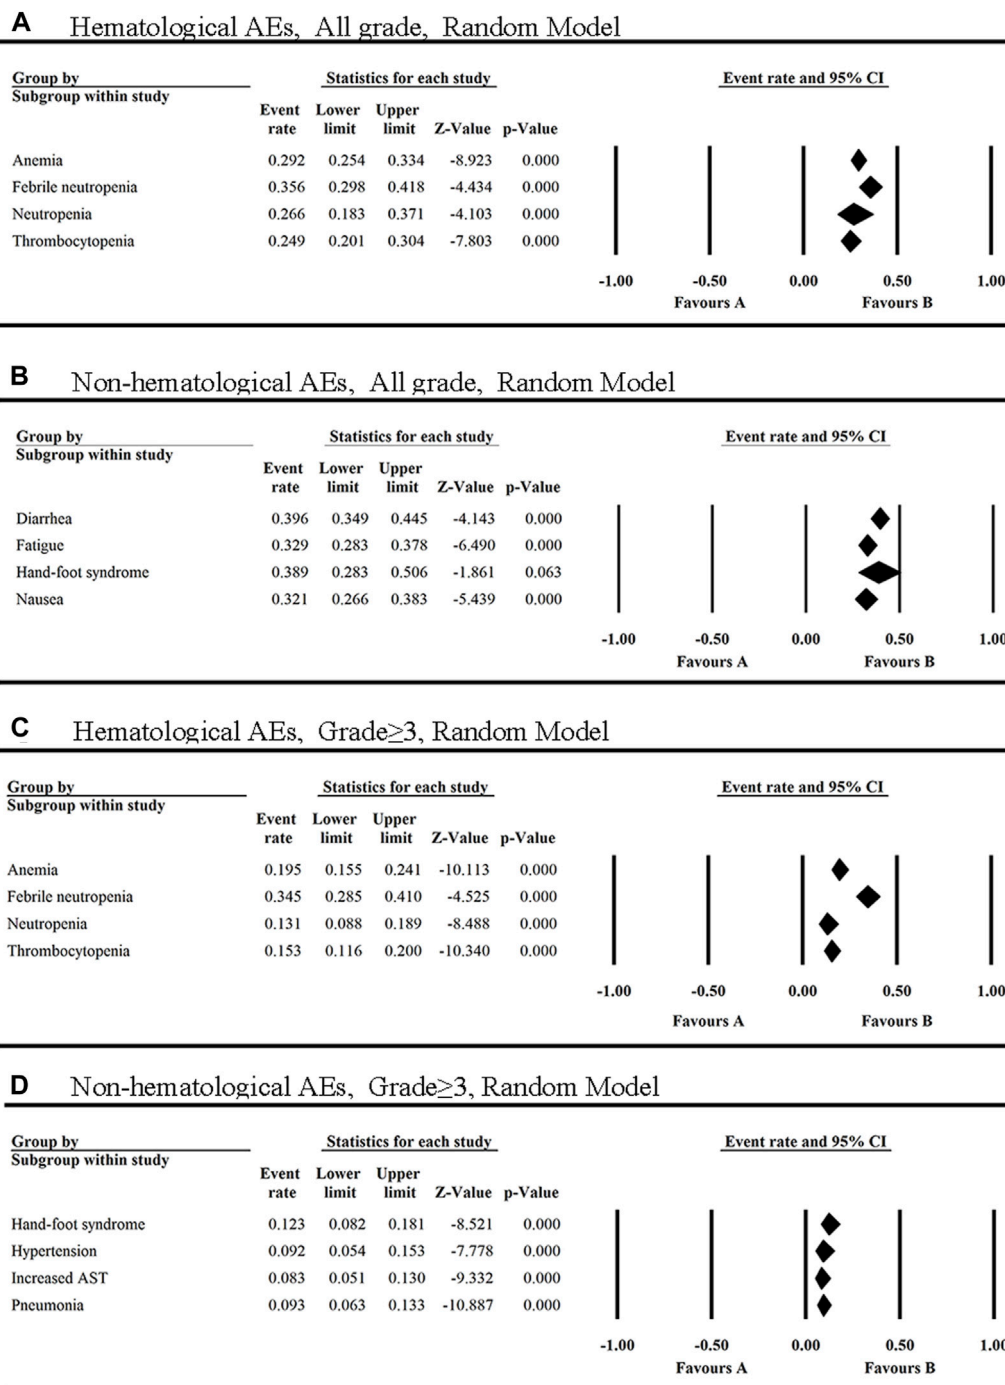 A Hematological AEs, All grade, Random Model
Group by Statistics for each study Event rate and 95% CI
Subgroup within study
Event Lower Upper
rate limit limit Z-Value p-Value
Anemia 0.292 0.254 0.334 -8.923 0.000
Febrile neutropenia 0.356 0.298 0.418 -4.434 0.000
Neutropenia 0.266 0.183 0.371 -4.103 0.000
Thrombocytopenia 0.249 0.201 0.304 -7.803 0.000
-1.00 -0.50 0.00 0.50 1.00
Favours A Favours B
B Non-hematological AEs, All grade, Random Model
Group by Statistics for each study Event rate and 95% CI
Subgroup within study
Event Lower Upper
rate limit limit Z-Value p-Value
Diarrhea 0.396 0.349 0.445 -4.143 0.000
Fatigue 0.329 0.283 0.378 -6.490 0.000
Hand-foot syndrome 0.389 0.283 0.506 -1.861 0.063
Nausea 0.321 0.266 0.383 -5.439 0.000
-1.00 -0.50 0.00 0.50 1.00
Favours A Favours B
C Hematological AEs, Grade≥3, Random Model
Group by Statistics for each study Event rate and 95% CI
Subgroup within study
Event Lower Upper
rate limit limit Z-Value p-Value
Anemia 0.195 0.155 0.241 -10.113 0.000
Febrile neutropenia 0.345 0.285 0.410 -4.525 0.000
Neutropenia 0.131 0.088 0.189 -8.488 0.000
Thrombocytopenia 0.153 0.116 0.200 -10.340 0.000
-1.00 -0.50 0.00 0.50 1.00
Favours A Favours B
D Non-hematological AEs, Grade≥3, Random Model
Group by Statistics for each study Event rate and 95% CI
Subgroup within study
Event Lower Upper
rate limit limit Z-Value p-Value
Hand-foot syndrome 0.123 0.082 0.181 -8.521 0.000
Hypertension 0.092 0.054 0.153 -7.778 0.000
Increased AST 0.083 0.051 0.130 -9.332 0.000
Pneumonia 0.093 0.063 0.133 -10.887 0.000
-1.00 -0.50 0.00 0.50 1.00
Favours A Favours B